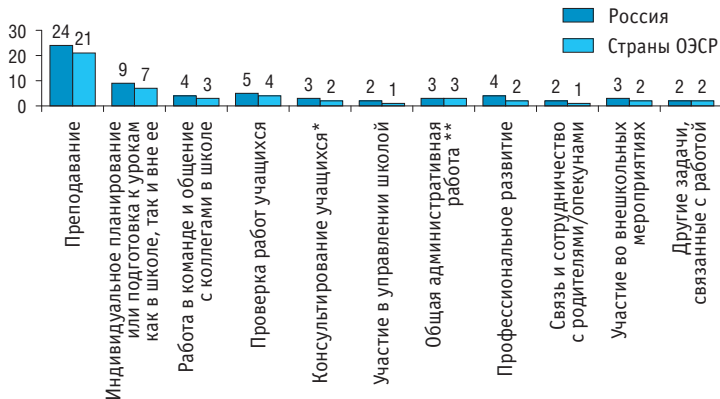 Россия
Страны ОЭСР
30
20
10
0
24 21
9 7
4 3
5 4
3 2
2 1
3 3
4 2
2 1
3 2
2 2
Преподавание
Индивидуальное планирование
или подготовка к урокам
как в школе, так и вне ее
Работа в команде и общение
с коллегами в школе
Проверка работ учащихся
Консультирование учащихся*
Участие в управлении школой
Общая административная
работа **
Профессиональное развитие
Связь и сотрудничество
с родителями/опекунами
Участие во внешкольных
мероприятиях
Другие задачи,
связанные с работой